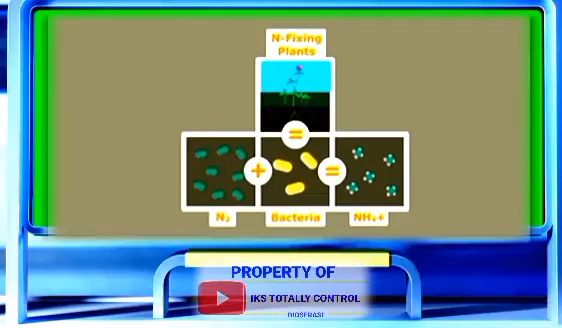 N-Fixing
Plants
=
+
=
N₂
Bacteria
NH₄+
PROPERTY OF
IKS TOTALLY CONTROL